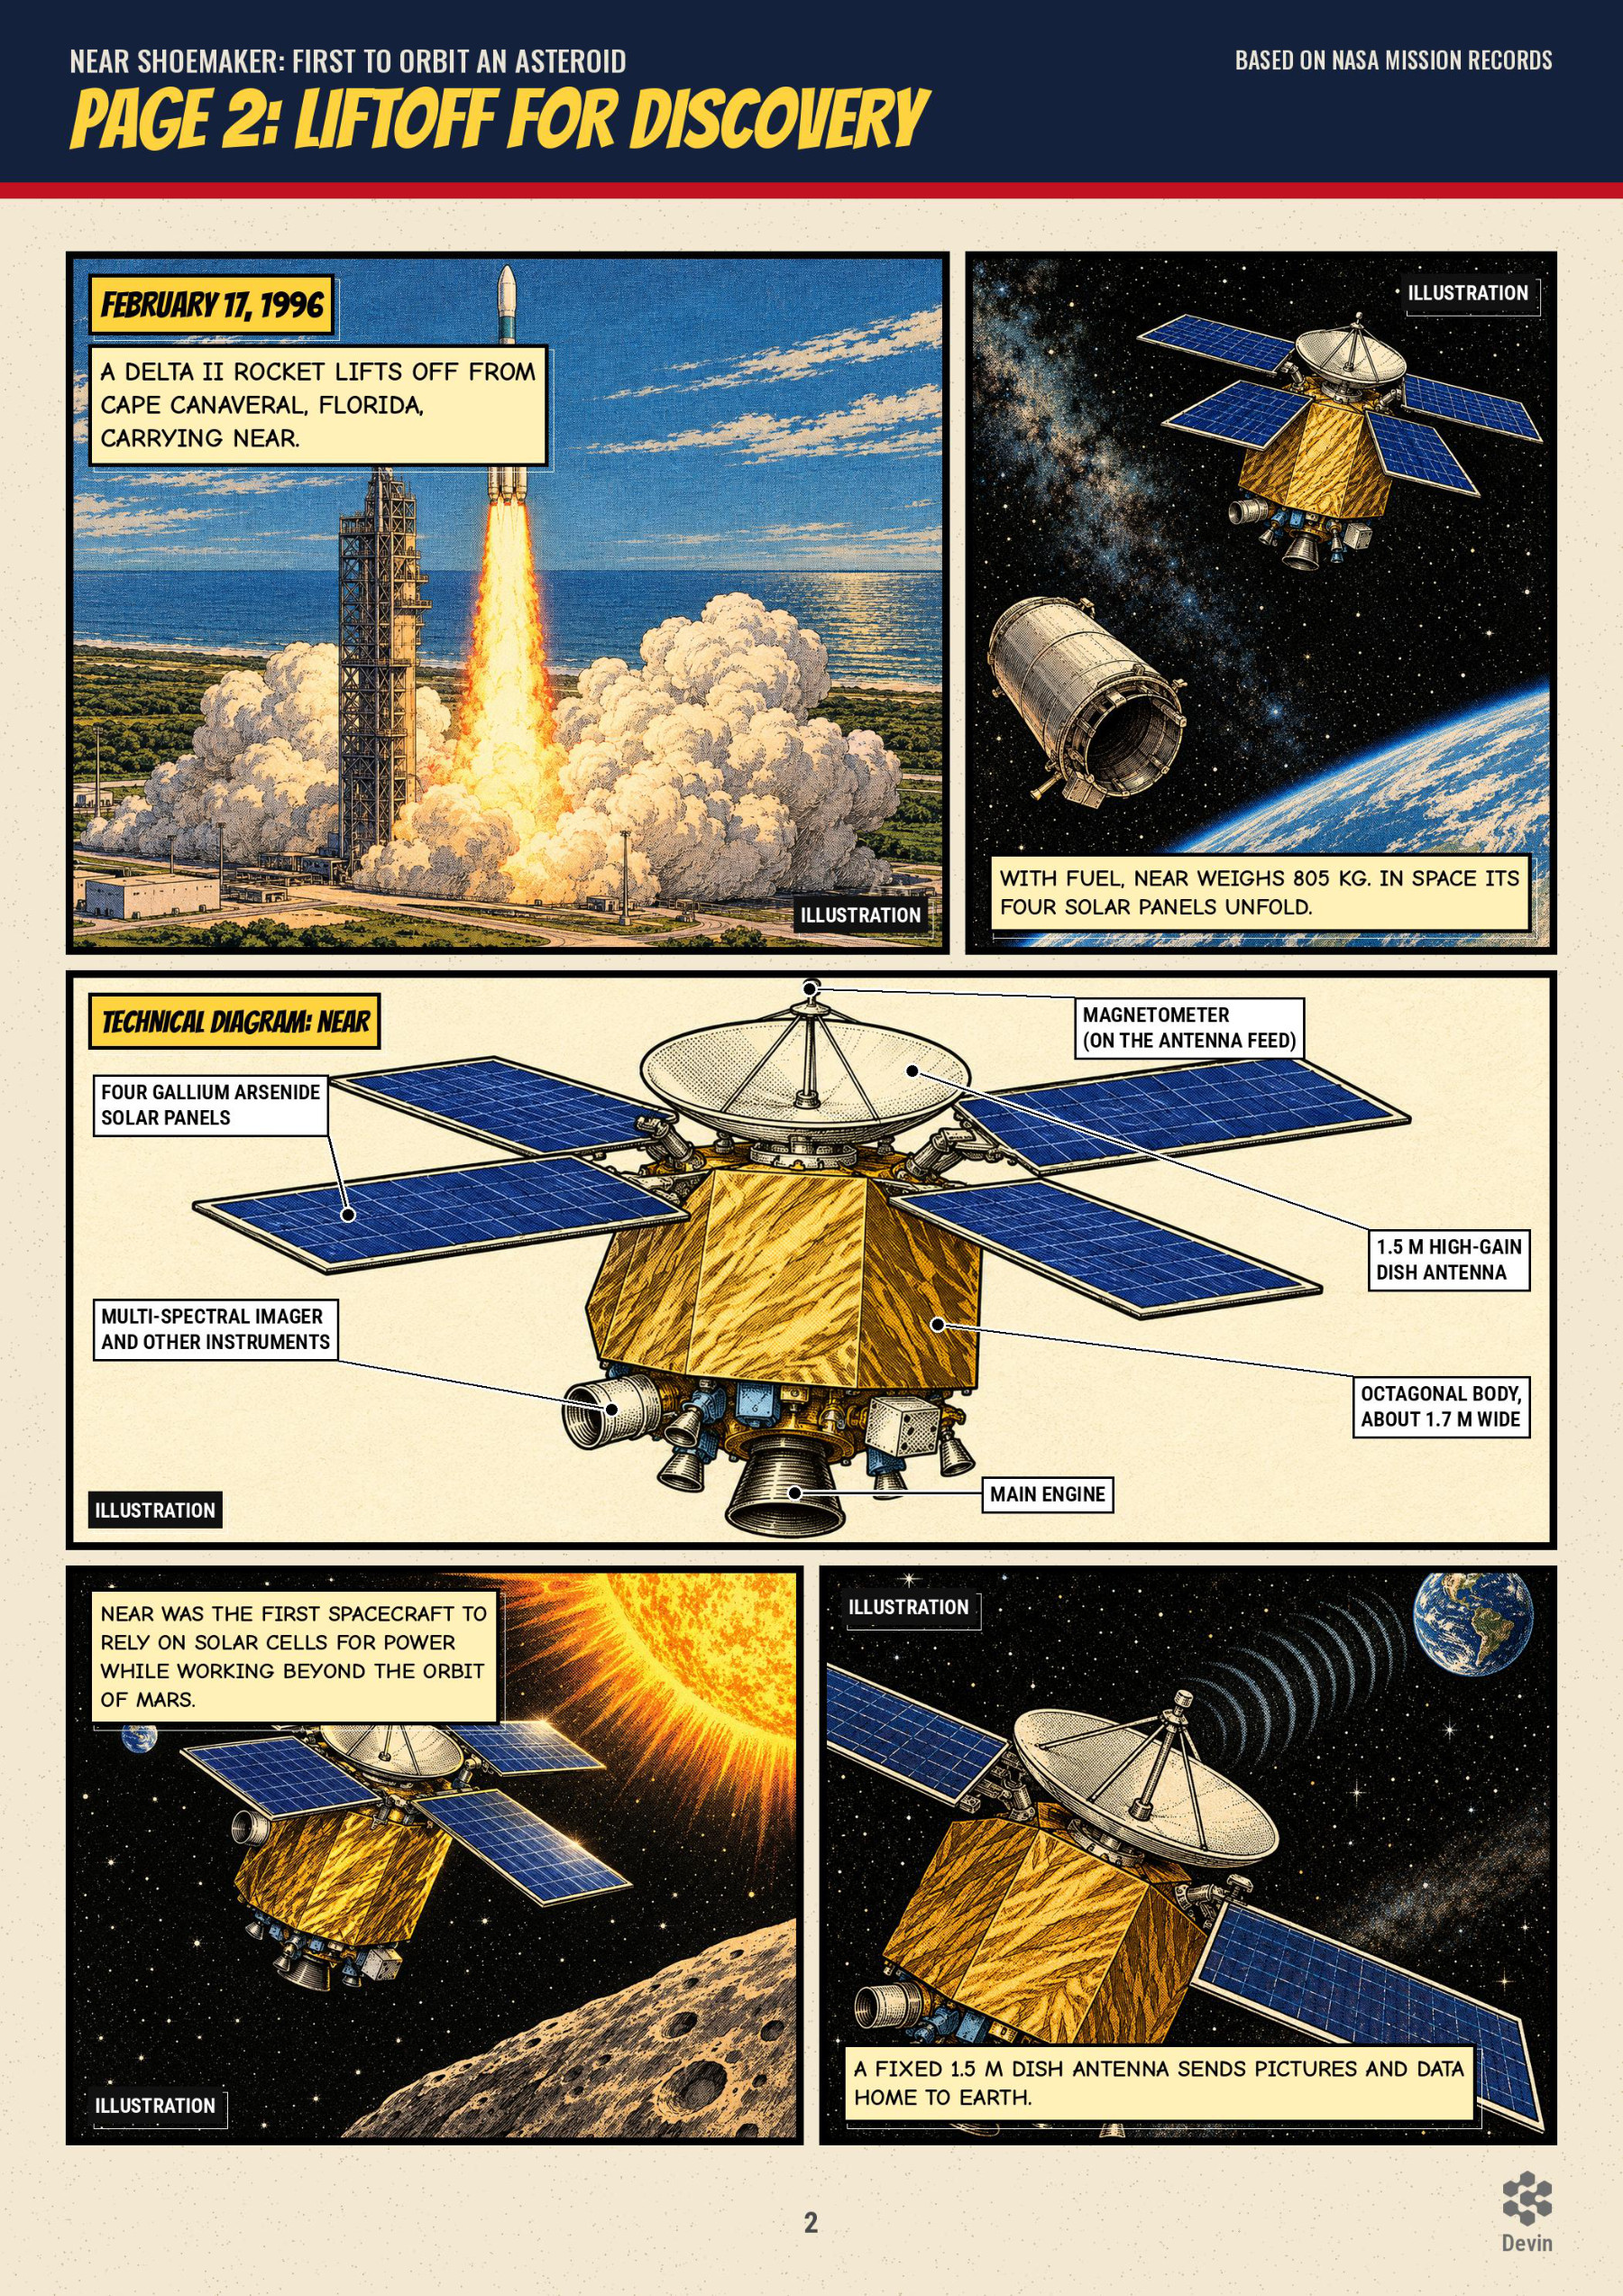 NEAR SHOEMAKER: FIRST TO ORBIT AN ASTEROID
BASED ON NASA MISSION RECORDS
PAGE 2: LIFTOFF FOR DISCOVERY
FEBRUARY 17, 1996
A DELTA II ROCKET LIFTS OFF FROM
CAPE CANAVERAL, FLORIDA,
CARRYING NEAR.
ILLUSTRATION
ILLUSTRATION
WITH FUEL, NEAR WEIGHS 805 KG. IN SPACE ITS
FOUR SOLAR PANELS UNFOLD.
TECHNICAL DIAGRAM: NEAR
MAGNETOMETER
(ON THE ANTENNA FEED)
FOUR GALLIUM ARSENIDE
SOLAR PANELS
1.5 M HIGH-GAIN
DISH ANTENNA
MULTI-SPECTRAL IMAGER
AND OTHER INSTRUMENTS
OCTAGONAL BODY,
ABOUT 1.7 M WIDE
MAIN ENGINE
ILLUSTRATION
NEAR WAS THE FIRST SPACECRAFT TO
RELY ON SOLAR CELLS FOR POWER
WHILE WORKING BEYOND THE ORBIT
OF MARS.
ILLUSTRATION
ILLUSTRATION
A FIXED 1.5 M DISH ANTENNA SENDS PICTURES AND DATA
HOME TO EARTH.
2
Devin